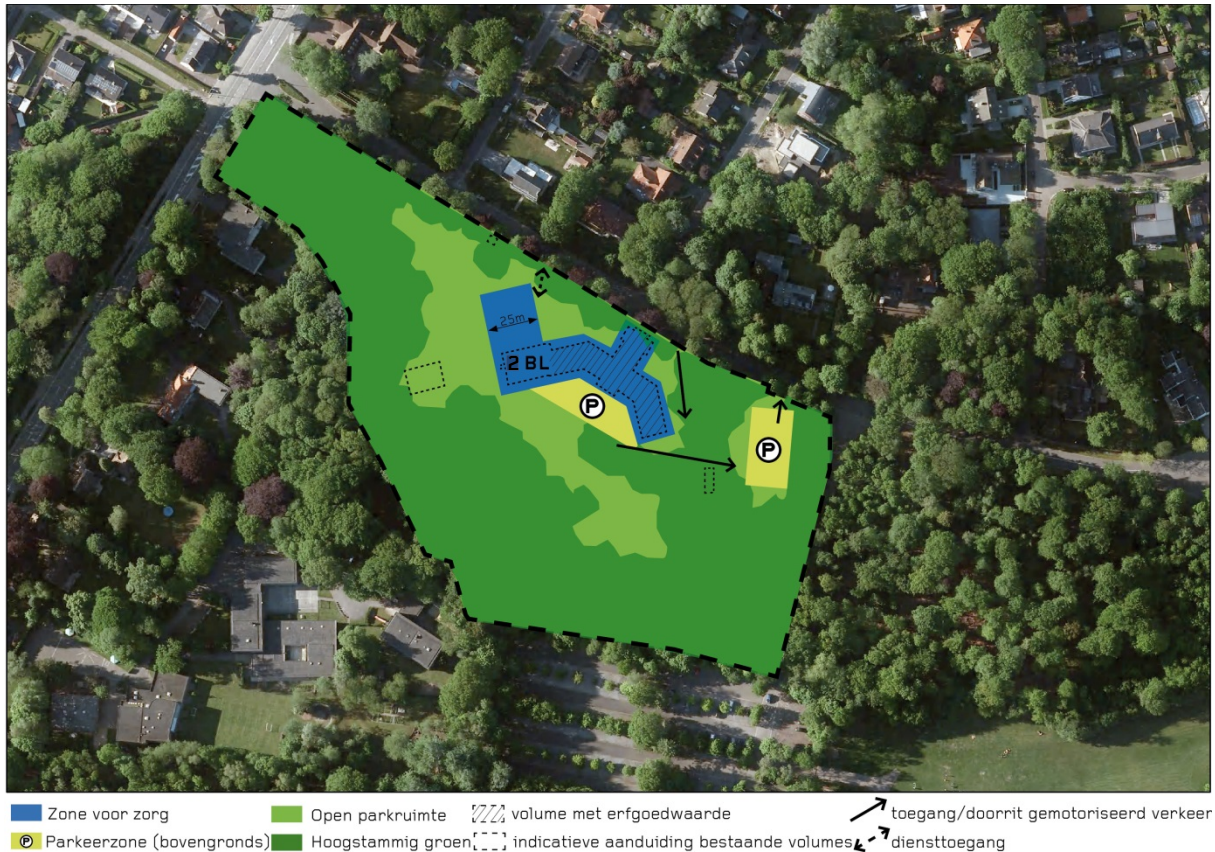 25m
2 BL
P
P
Zone voor zorg
Open parkruimte
volume met erfgoedwaarde
toegang/doorrit gemotoriseerd verkeer
P Parkeerzone (bovengronds)
Hoogstammig groen
indicatieve aanduiding bestaande volumes
diensttoegang